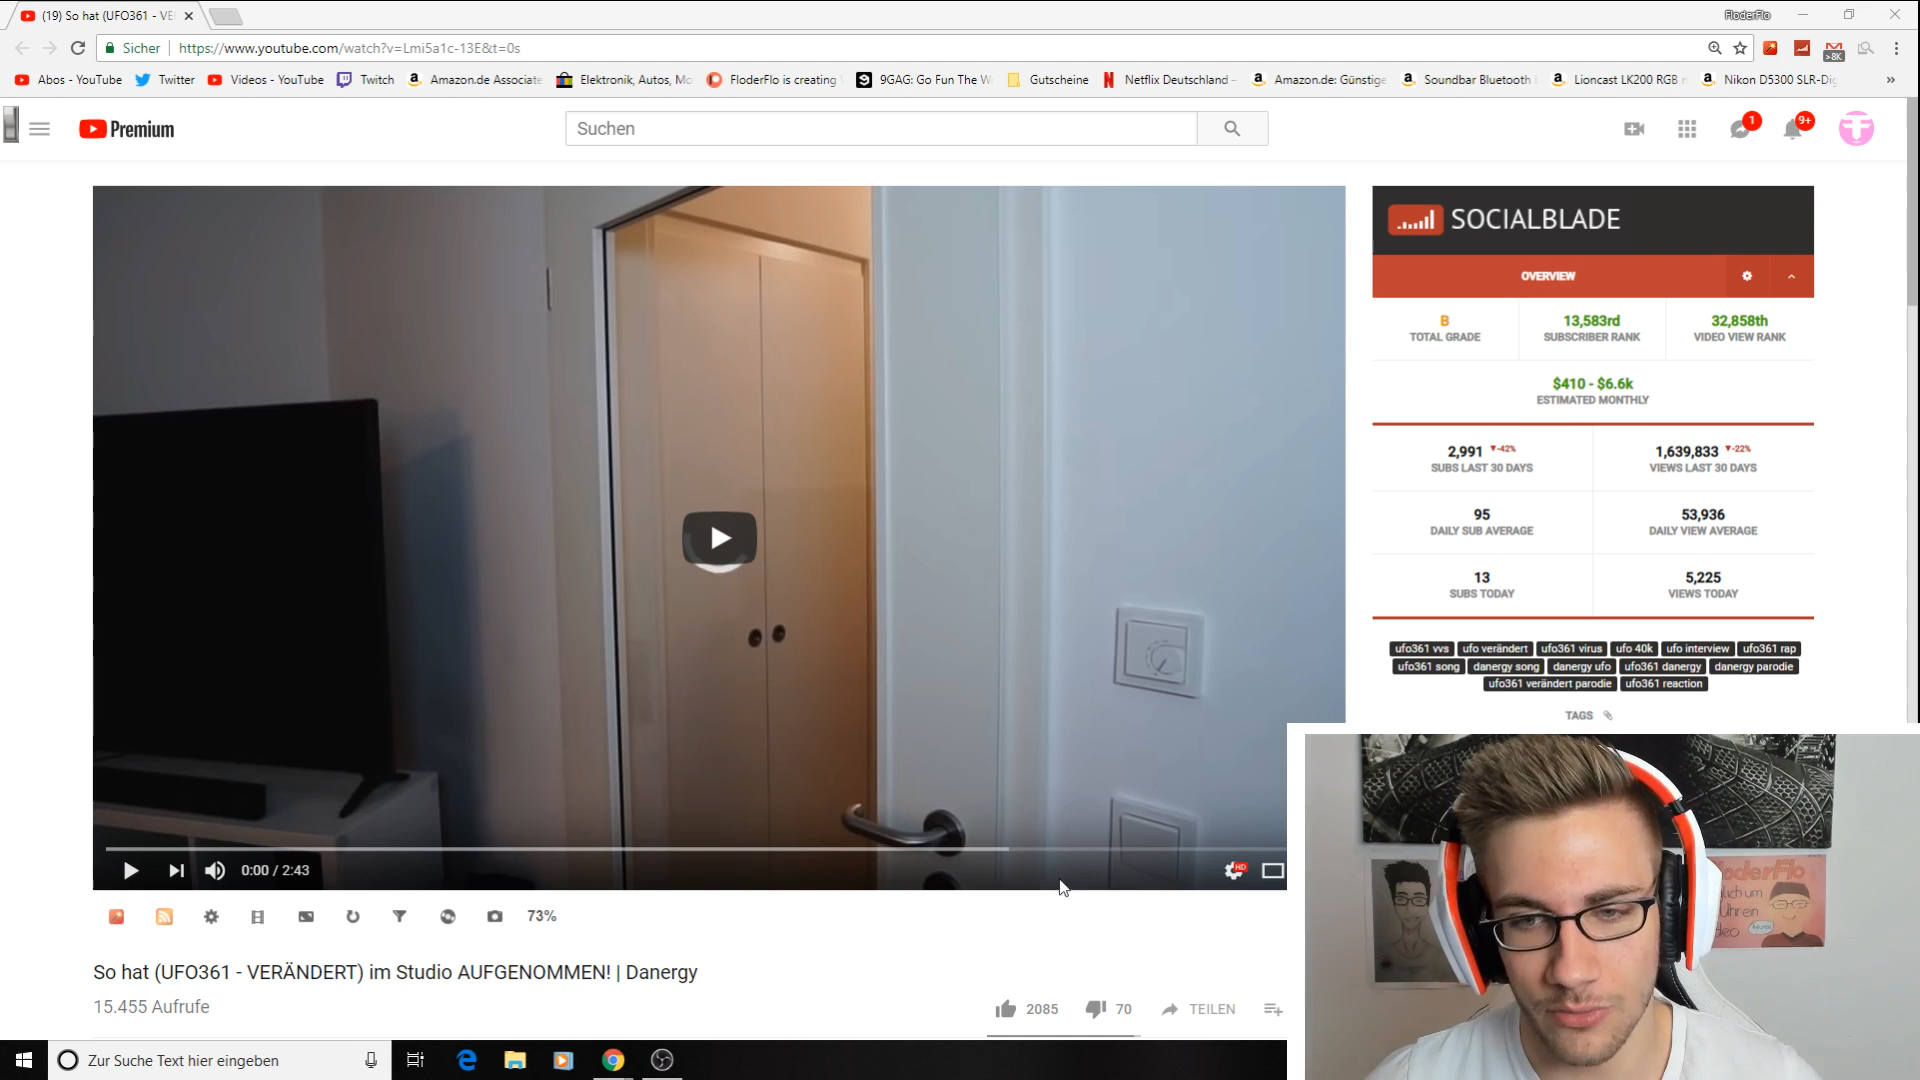 (19) So hat (UFO361 - VE
FloderFlo
Sicher https://www.youtube.com/watch?v=Lmi5a1c-13E&t=0s
>8K
Abos - YouTube Twitter Videos - YouTube Twitch Amazon.de Associate Elektronik, Autos, Mo FloderFlo is creating 9GAG: Go Fun The W Gutscheine Netflix Deutschland - Amazon.de: Günstige Soundbar Bluetooth Lioncast LK200 RGB Nikon D5300 SLR-Dig »
Premium
Suchen
1
9+
SOCIALBLADE
OVERVIEW
B 13,583rd 32,858th
TOTAL GRADE SUBSCRIBER RANK VIDEO VIEW RANK
$410 - $6.6k
ESTIMATED MONTHLY
2,991 -42% 1,639,833 -22%
SUBS LAST 30 DAYS VIEWS LAST 30 DAYS
95 53,936
DAILY SUB AVERAGE DAILY VIEW AVERAGE
13 5,225
SUBS TODAY VIEWS TODAY
ufo361 vvs ufo verändert ufo361 virus ufo 40k ufo interview ufo361 rap
ufo361 song danergy song danergy ufo ufo361 danergy danergy parodie
ufo361 verändert parodie ufo361 reaction
TAGS
0:00 / 2:43
HD
73%
So hat (UFO361 - VERÄNDERT) im Studio AUFGENOMMEN! | Danergy
15.455 Aufrufe
2085 70 TEILEN
Zur Suche Text hier eingeben